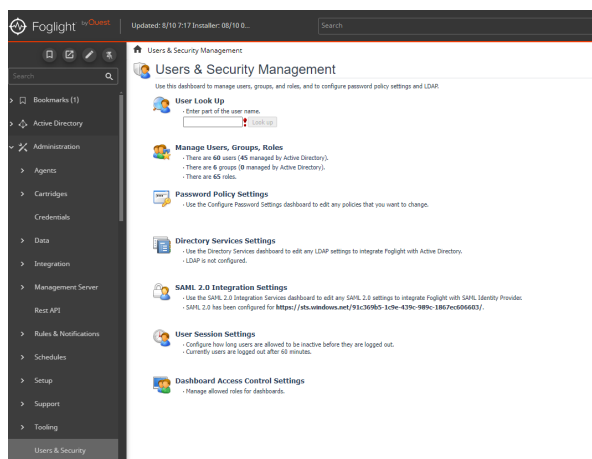 Foglight by Quest
Updated: 8/10 7:17 Installer: 08/10 0...
Search
Search
Bookmarks (1)
Active Directory
Administration
Agents
Cartridges
Credentials
Data
Integration
Management Server
Rest API
Rules & Notifications
Schedules
Setup
Support
Tooling
Users & Security
Users & Security Management
Users & Security Management
Use this dashboard to manage users, groups, and roles, and to configure password policy settings and LDAP.
User Look Up
· Enter part of the user name.
Look up
Manage Users, Groups, Roles
· There are 60 users (45 managed by Active Directory).
· There are 6 groups (0 managed by Active Directory).
· There are 65 roles.
Password Policy Settings
· Use the Configure Password Settings dashboard to edit any policies that you want to change.
Directory Services Settings
· Use the Directory Services dashboard to edit any LDAP settings to integrate Foglight with Active Directory.
· LDAP is not configured.
SAML 2.0 Integration Settings
· Use the SAML 2.0 Integration Services dashboard to edit any SAML 2.0 settings to integrate Foglight with SAML Identity Provider.
· SAML 2.0 has been configured for https://sts.windows.net/91c369b5-1c9e-439c-989c-1867ec606603/.
User Session Settings
· Configure how long users are allowed to be inactive before they are logged out.
· Currently users are logged out after 60 minutes.
Dashboard Access Control Settings
· Manage allowed roles for dashboards.